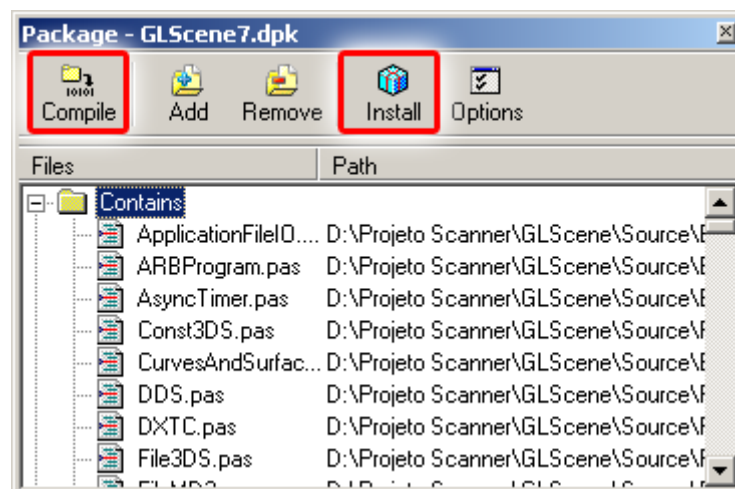 Package - GLScene7.dpk
Compile Add Remove Install Options
Files Path
Contains
ApplicationFileIO.... D:\Projeto Scanner\GLScene\Source\
ARBProgram.pas D:\Projeto Scanner\GLScene\Source\
AsyncTimer.pas D:\Projeto Scanner\GLScene\Source\
Const3DS.pas D:\Projeto Scanner\GLScene\Source\
CurvesAndSurfac... D:\Projeto Scanner\GLScene\Source\
DDS.pas D:\Projeto Scanner\GLScene\Source\
DXTC.pas D:\Projeto Scanner\GLScene\Source\
File3DS.pas D:\Projeto Scanner\GLScene\Source\